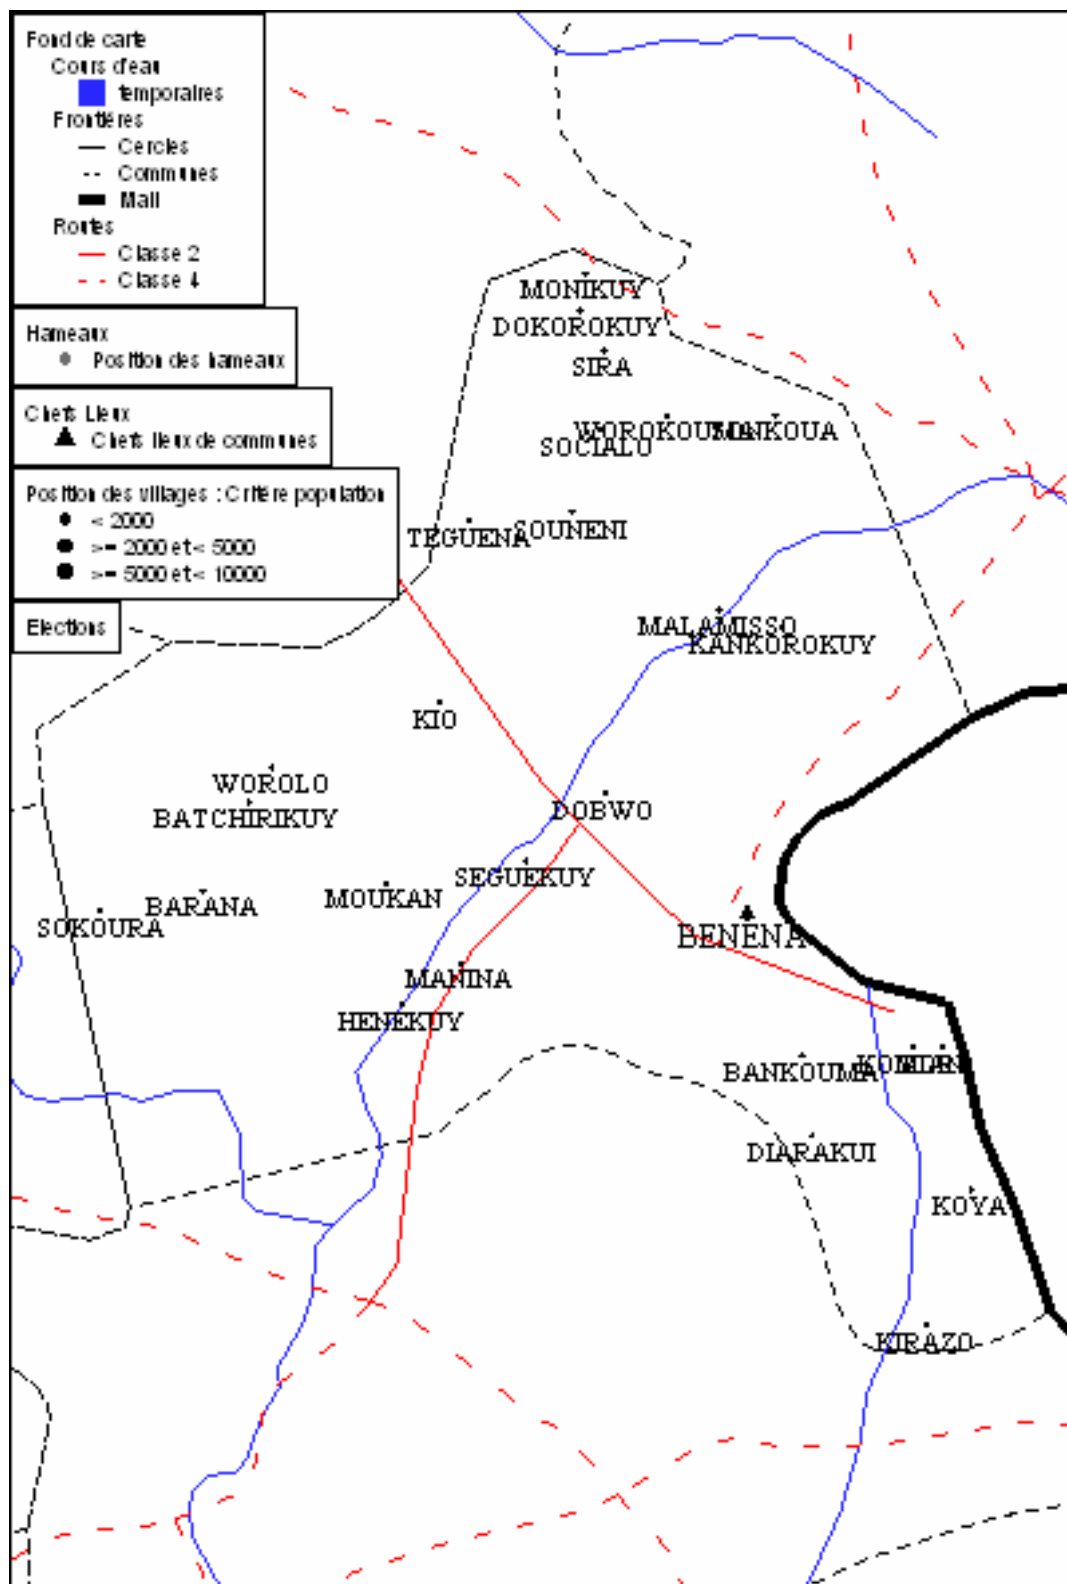 Fond de carte
Cours d'eau
temporaires
Frontières
Cercles
Communes
Mali
Routes
Classe 2
Classe 4
Hameaux
Position des hameaux
Chefs Lieux
Chefs lieux de communes
Position des villages : Critère population
< 2000
>= 2000 et < 5000
>= 5000 et < 10000
Elections
MONIKUY
DOKOROKUY
SIRA
MANKOUA
SOCIALO
TEGUENA
SOUNENI
MALAMISSO
KANKOROKUY
KIO
WOROLO
BATCHIRIKUY
DOBWO
SEGUEKUY
MOUKAN
BARANA
SOKOURA
BENENA
MANINA
HENEKUY
BANKOUMA
DIARAKUI
KOYA
KIRAZO